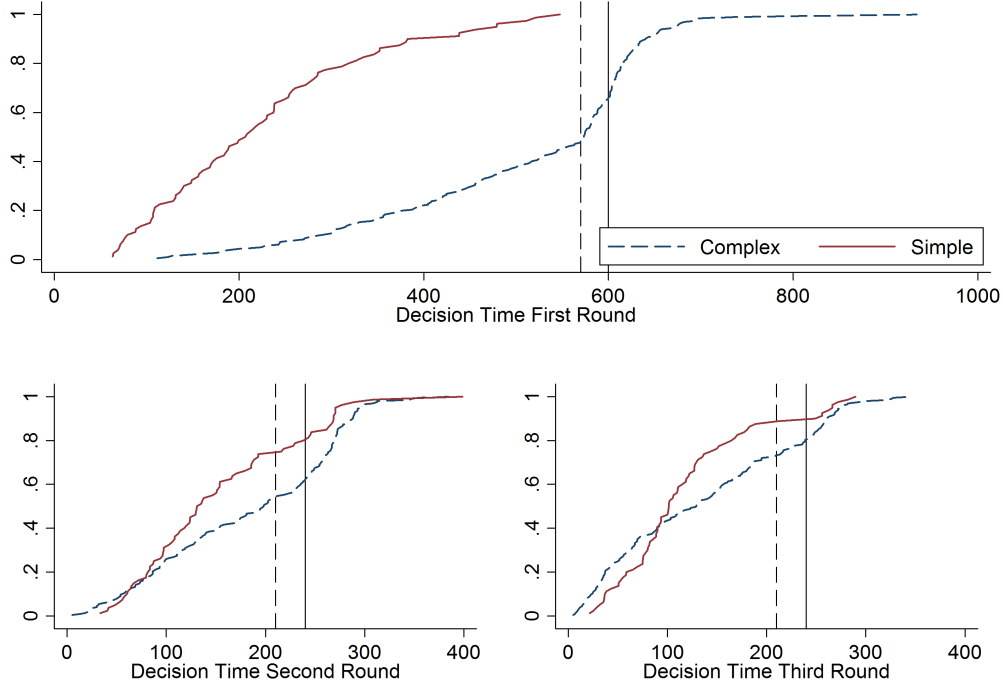 1
.8
.6
.4
.2
0
Complex Simple
0 200 400 600 800 1000
Decision Time First Round
1
.8
.6
.4
.2
0
0 100 200 300 400
Decision Time Second Round
1
.8
.6
.4
.2
0
0 100 200 300 400
Decision Time Third Round